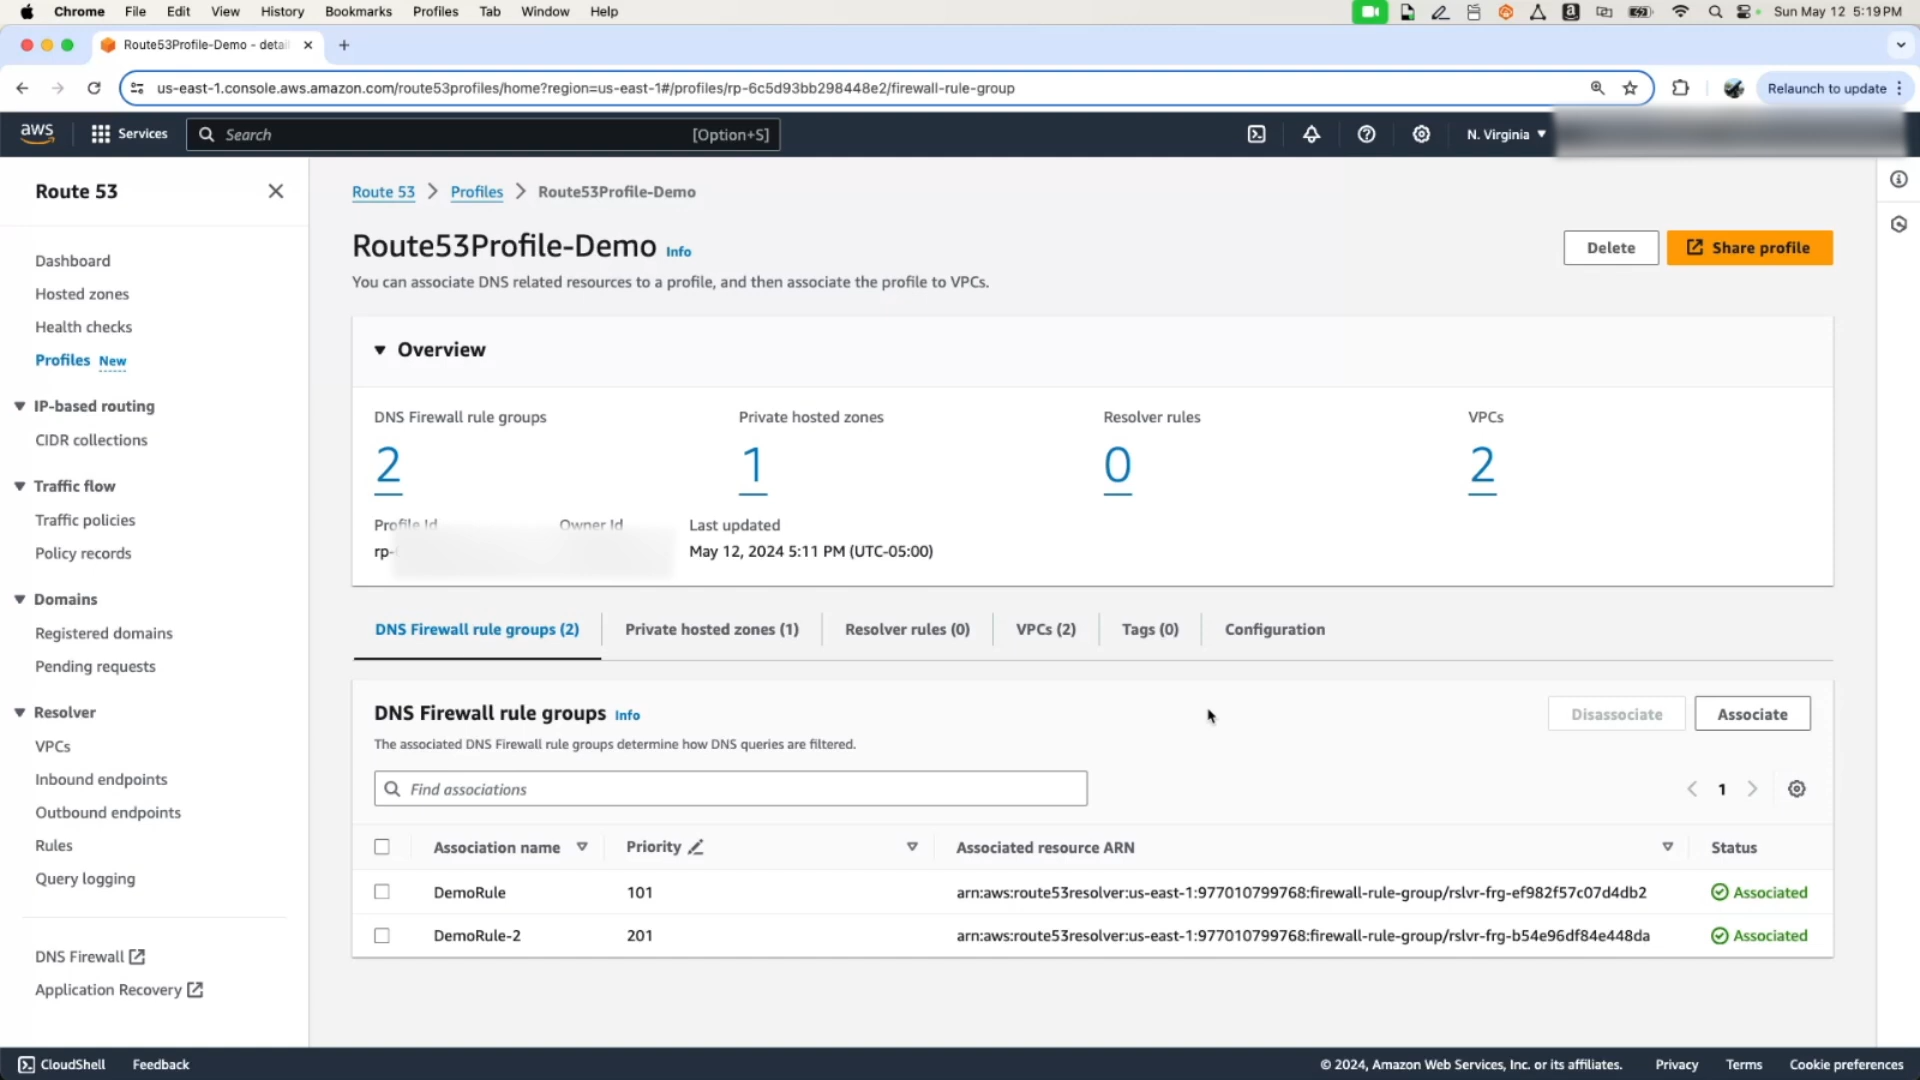 Chrome File Edit View History Bookmarks Profiles Tab Window Help Sun May 12 5:19 PM
Route53Profile-Demo - detai
us-east-1.console.aws.amazon.com/route53profiles/home?region=us-east-1#/profiles/rp-6c5d93bb298448e2/firewall-rule-group Relaunch to update
aws Services Search [Option+S] N. Virginia
Route 53
Dashboard
Hosted zones
Health checks
Profiles New
IP-based routing
CIDR collections
Traffic flow
Traffic policies
Policy records
Domains
Registered domains
Pending requests
Resolver
VPCs
Inbound endpoints
Outbound endpoints
Rules
Query logging
DNS Firewall
Application Recovery
Route 53 > Profiles > Route53Profile-Demo
Route53Profile-Demo Info
Delete Share profile
You can associate DNS related resources to a profile, and then associate the profile to VPCs.
Overview
DNS Firewall rule groups Private hosted zones Resolver rules VPCs
2 1 0 2
Profile Id Owner Id Last updated
rp- May 12, 2024 5:11 PM (UTC-05:00)
DNS Firewall rule groups (2) Private hosted zones (1) Resolver rules (0) VPCs (2) Tags (0) Configuration
DNS Firewall rule groups Info
Disassociate Associate
The associated DNS Firewall rule groups determine how DNS queries are filtered.
Find associations
1
Association name Priority Associated resource ARN Status
DemoRule 101 arn:aws:route53resolver:us-east-1:977010799768:firewall-rule-group/rslvr-frg-ef982f57c07d4db2 Associated
DemoRule-2 201 arn:aws:route53resolver:us-east-1:977010799768:firewall-rule-group/rslvr-frg-b54e96df84e448da Associated
CloudShell Feedback © 2024, Amazon Web Services, Inc. or its affiliates. Privacy Terms Cookie preferences